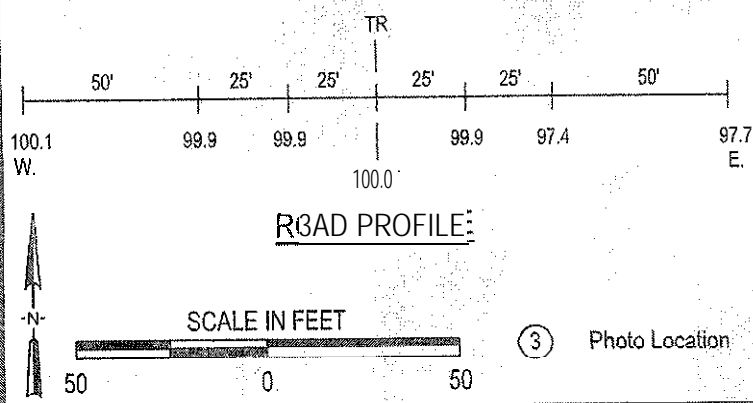 TR
50' 25' 25' 25' 25' 50'
100.1 99.9 99.9 99.9 97.4 97.7
W. E.
100.0
ROAD PROFILE
-N-
SCALE IN FEET
3 Photo Location
50 0 50